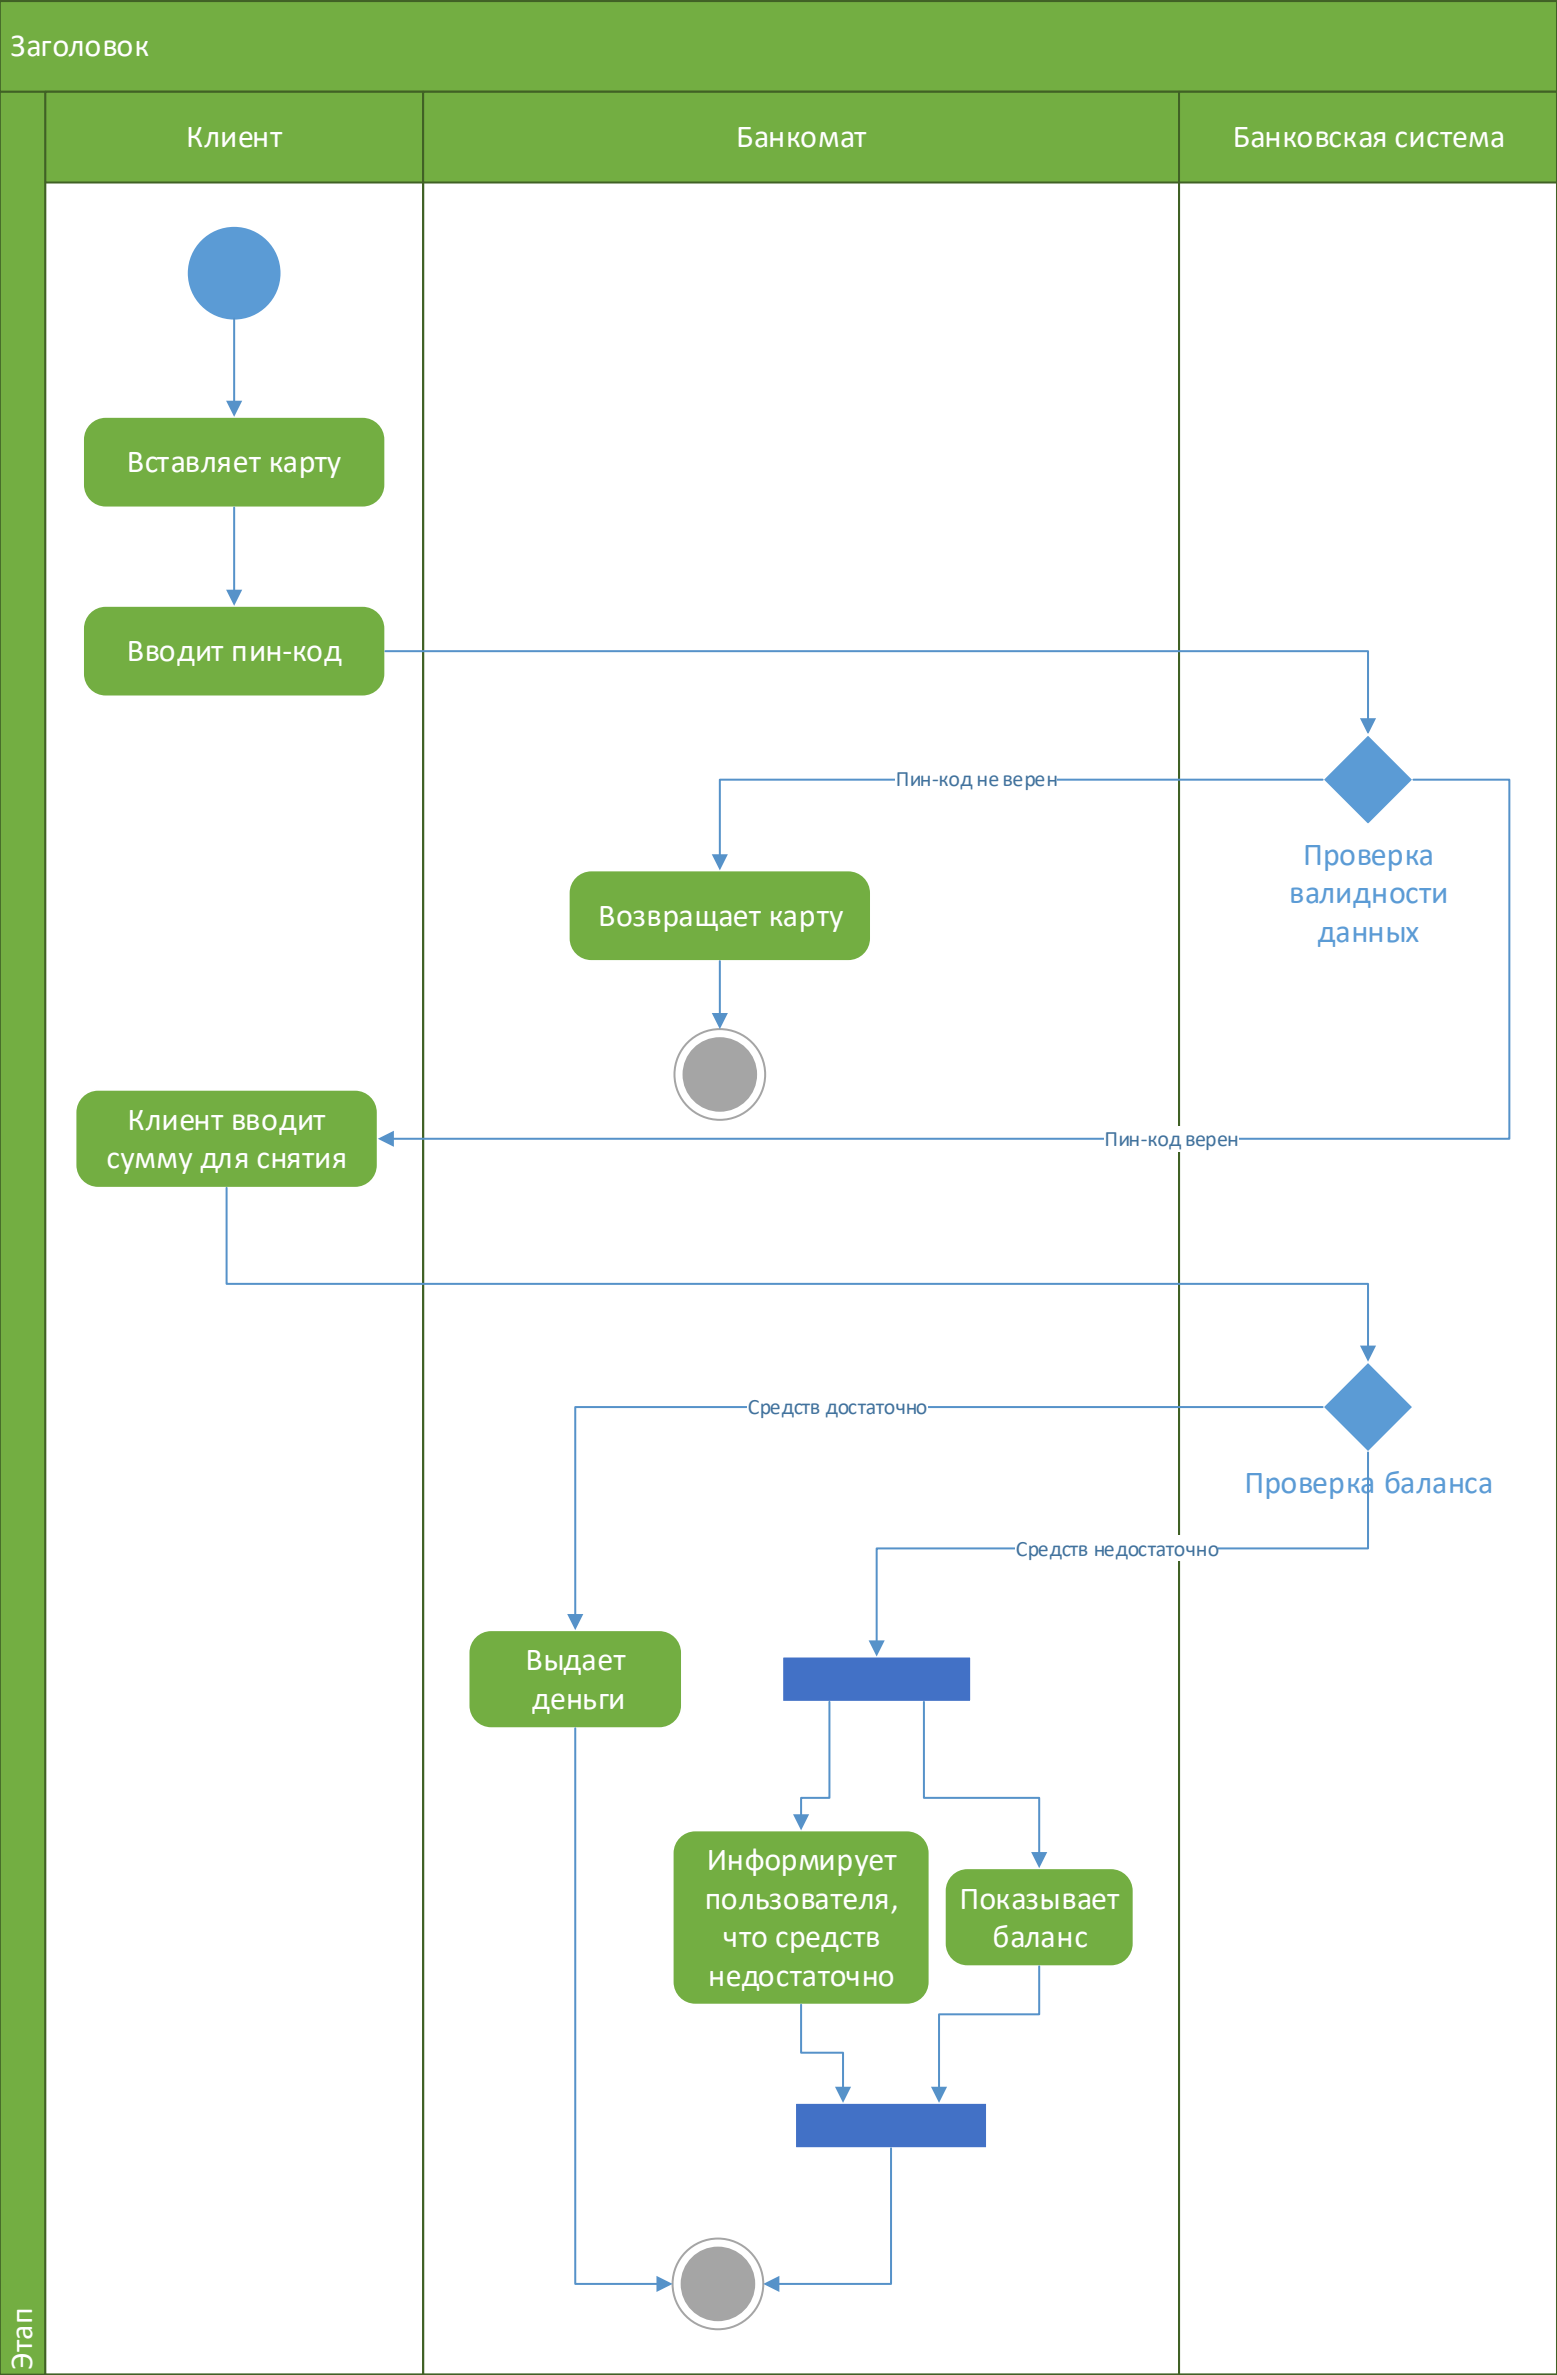 Заголовок
Клиент
Банкомат
Банковская система
Вставляет карту
Вводит пин-код
Пин-код не верен
Проверка
валидности
данных
Возвращает карту
Клиент вводит
сумму для снятия
Пин-код верен
Средств достаточно
Проверка баланса
Средств недостаточно
Выдает
деньги
Информирует
пользователя,
что средств
недостаточно
Показывает
баланс
Этап